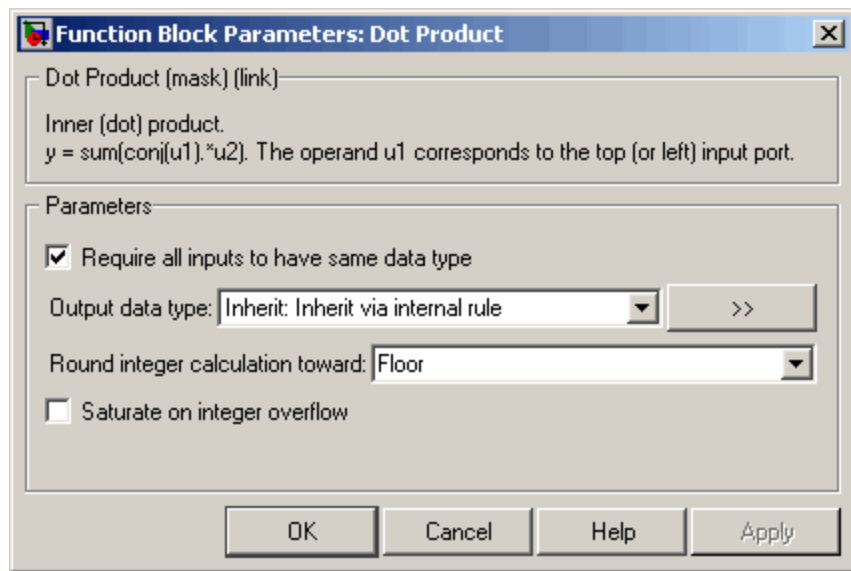 Function Block Parameters: Dot Product
Dot Product (mask) (link)
Inner (dot) product.
y = sum(conj(u1).*u2). The operand u1 corresponds to the top (or left) input port.
Parameters
Require all inputs to have same data type
Output data type: Inherit: Inherit via internal rule >>
Round integer calculation toward: Floor
Saturate on integer overflow
OK Cancel Help Apply